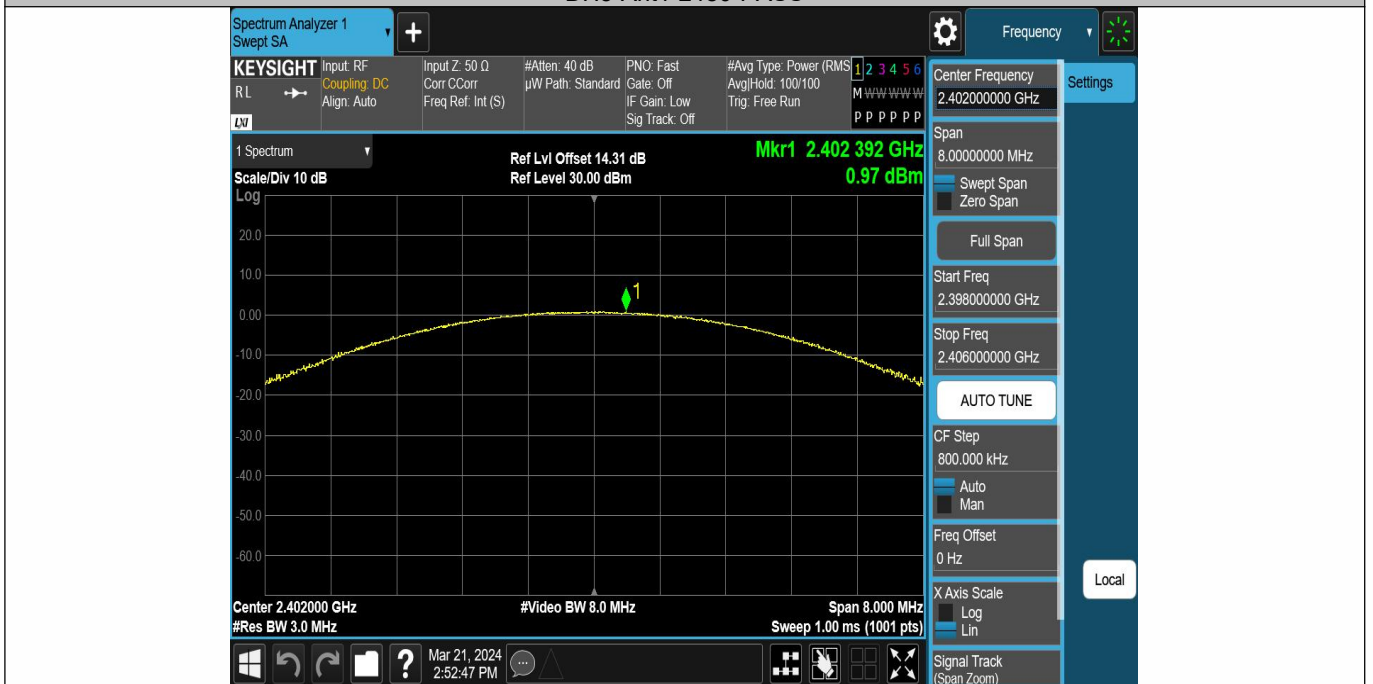 Spectrum Analyzer 1
Swept SA
+
Frequency
KEYSIGHT
RL
LXI
Input: RF
Coupling: DC
Align: Auto
Input Z: 50 Ω
Corr CCorr
Freq Ref: Int (S)
#Atten: 40 dB
µW Path: Standard
PNO: Fast
Gate: Off
IF Gain: Low
Sig Track: Off
#Avg Type: Power (RMS
Avg|Hold: 100/100
Trig: Free Run
1 2 3 4 5 6
M W W W W W
P P P P P P
Center Frequency
2.402000000 GHz
Settings
Span
8.00000000 MHz
Swept Span
Zero Span
Full Span
Start Freq
2.398000000 GHz
Stop Freq
2.406000000 GHz
AUTO TUNE
CF Step
800.000 kHz
Auto
Man
Freq Offset
0 Hz
X Axis Scale
Log
Lin
Signal Track
(Span Zoom)
Local
1 Spectrum
Scale/Div 10 dB
Log
Ref Lvl Offset 14.31 dB
Ref Level 30.00 dBm
Mkr1 2.402 392 GHz
0.97 dBm
20.0
10.0
1
0.00
-10.0
-20.0
-30.0
-40.0
-50.0
-60.0
Center 2.402000 GHz
#Res BW 3.0 MHz
#Video BW 8.0 MHz
Span 8.000 MHz
Sweep 1.00 ms (1001 pts)
?
Mar 21, 2024
2:52:47 PM